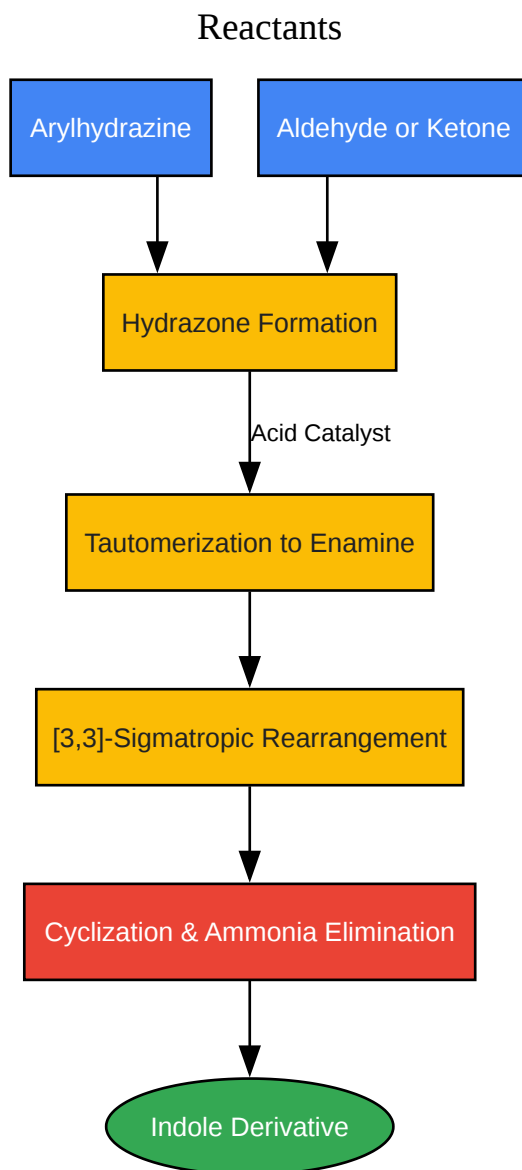 Reactants
Arylhydrazine
Aldehyde or Ketone
Hydrazone Formation
Acid Catalyst
Tautomerization to Enamine
[3,3]-Sigmatropic Rearrangement
Cyclization & Ammonia Elimination
Indole Derivative